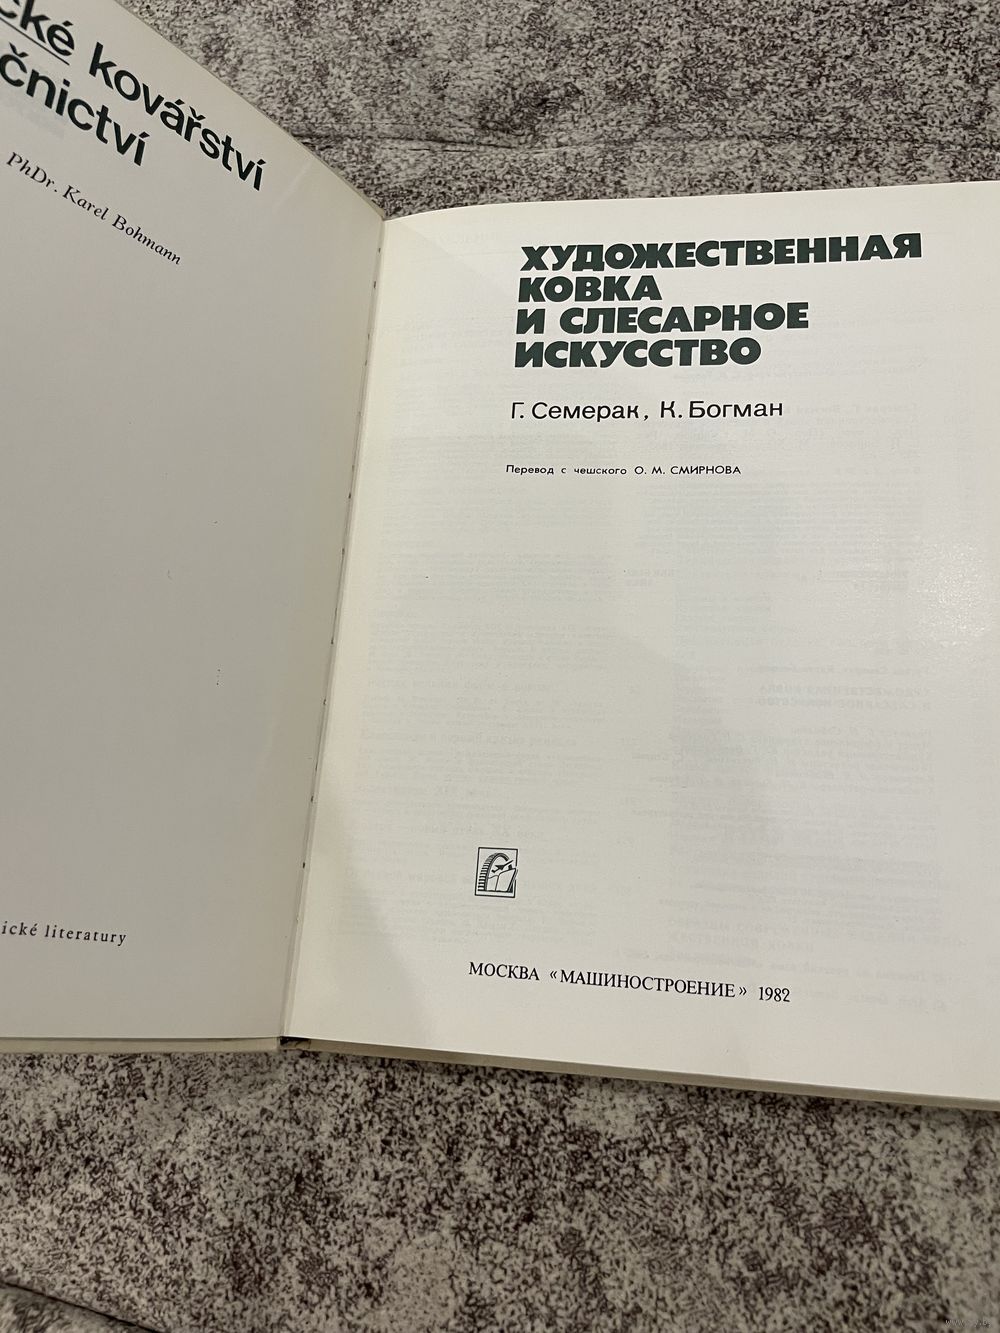 cké kovářství
čnictví
PhDr. Karel Bohmann
ické literatury
ХУДОЖЕСТВЕННАЯ
КОВКА
И СЛЕСАРНОЕ
ИСКУССТВО
Г. Семерак, К. Богман
Перевод с чешского О. М. СМИРНОВА
МОСКВА «МАШИНОСТРОЕНИЕ» 1982